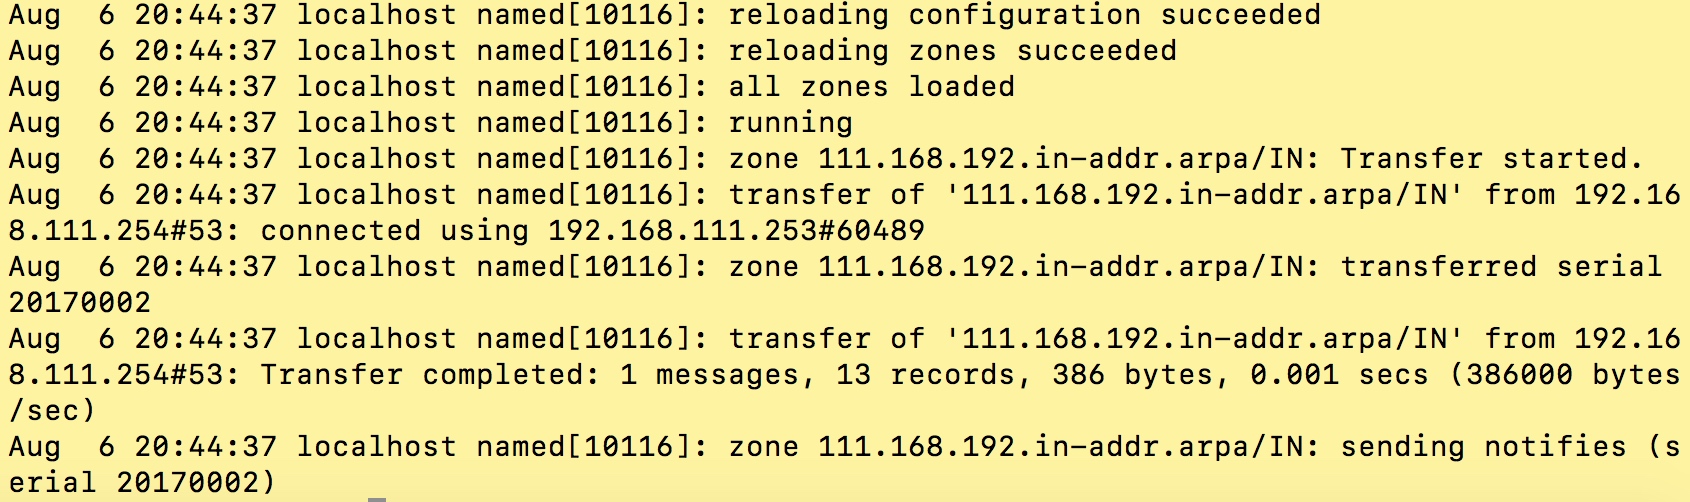 Aug  6 20:44:37 localhost named[10116]: reloading configuration succeeded
Aug  6 20:44:37 localhost named[10116]: reloading zones succeeded
Aug  6 20:44:37 localhost named[10116]: all zones loaded
Aug  6 20:44:37 localhost named[10116]: running
Aug  6 20:44:37 localhost named[10116]: zone 111.168.192.in-addr.arpa/IN: Transfer started.
Aug  6 20:44:37 localhost named[10116]: transfer of '111.168.192.in-addr.arpa/IN' from 192.16
8.111.254#53: connected using 192.168.111.253#60489
Aug  6 20:44:37 localhost named[10116]: zone 111.168.192.in-addr.arpa/IN: transferred serial
20170002
Aug  6 20:44:37 localhost named[10116]: transfer of '111.168.192.in-addr.arpa/IN' from 192.16
8.111.254#53: Transfer completed: 1 messages, 13 records, 386 bytes, 0.001 secs (386000 bytes
/sec)
Aug  6 20:44:37 localhost named[10116]: zone 111.168.192.in-addr.arpa/IN: sending notifies (s
erial 20170002)